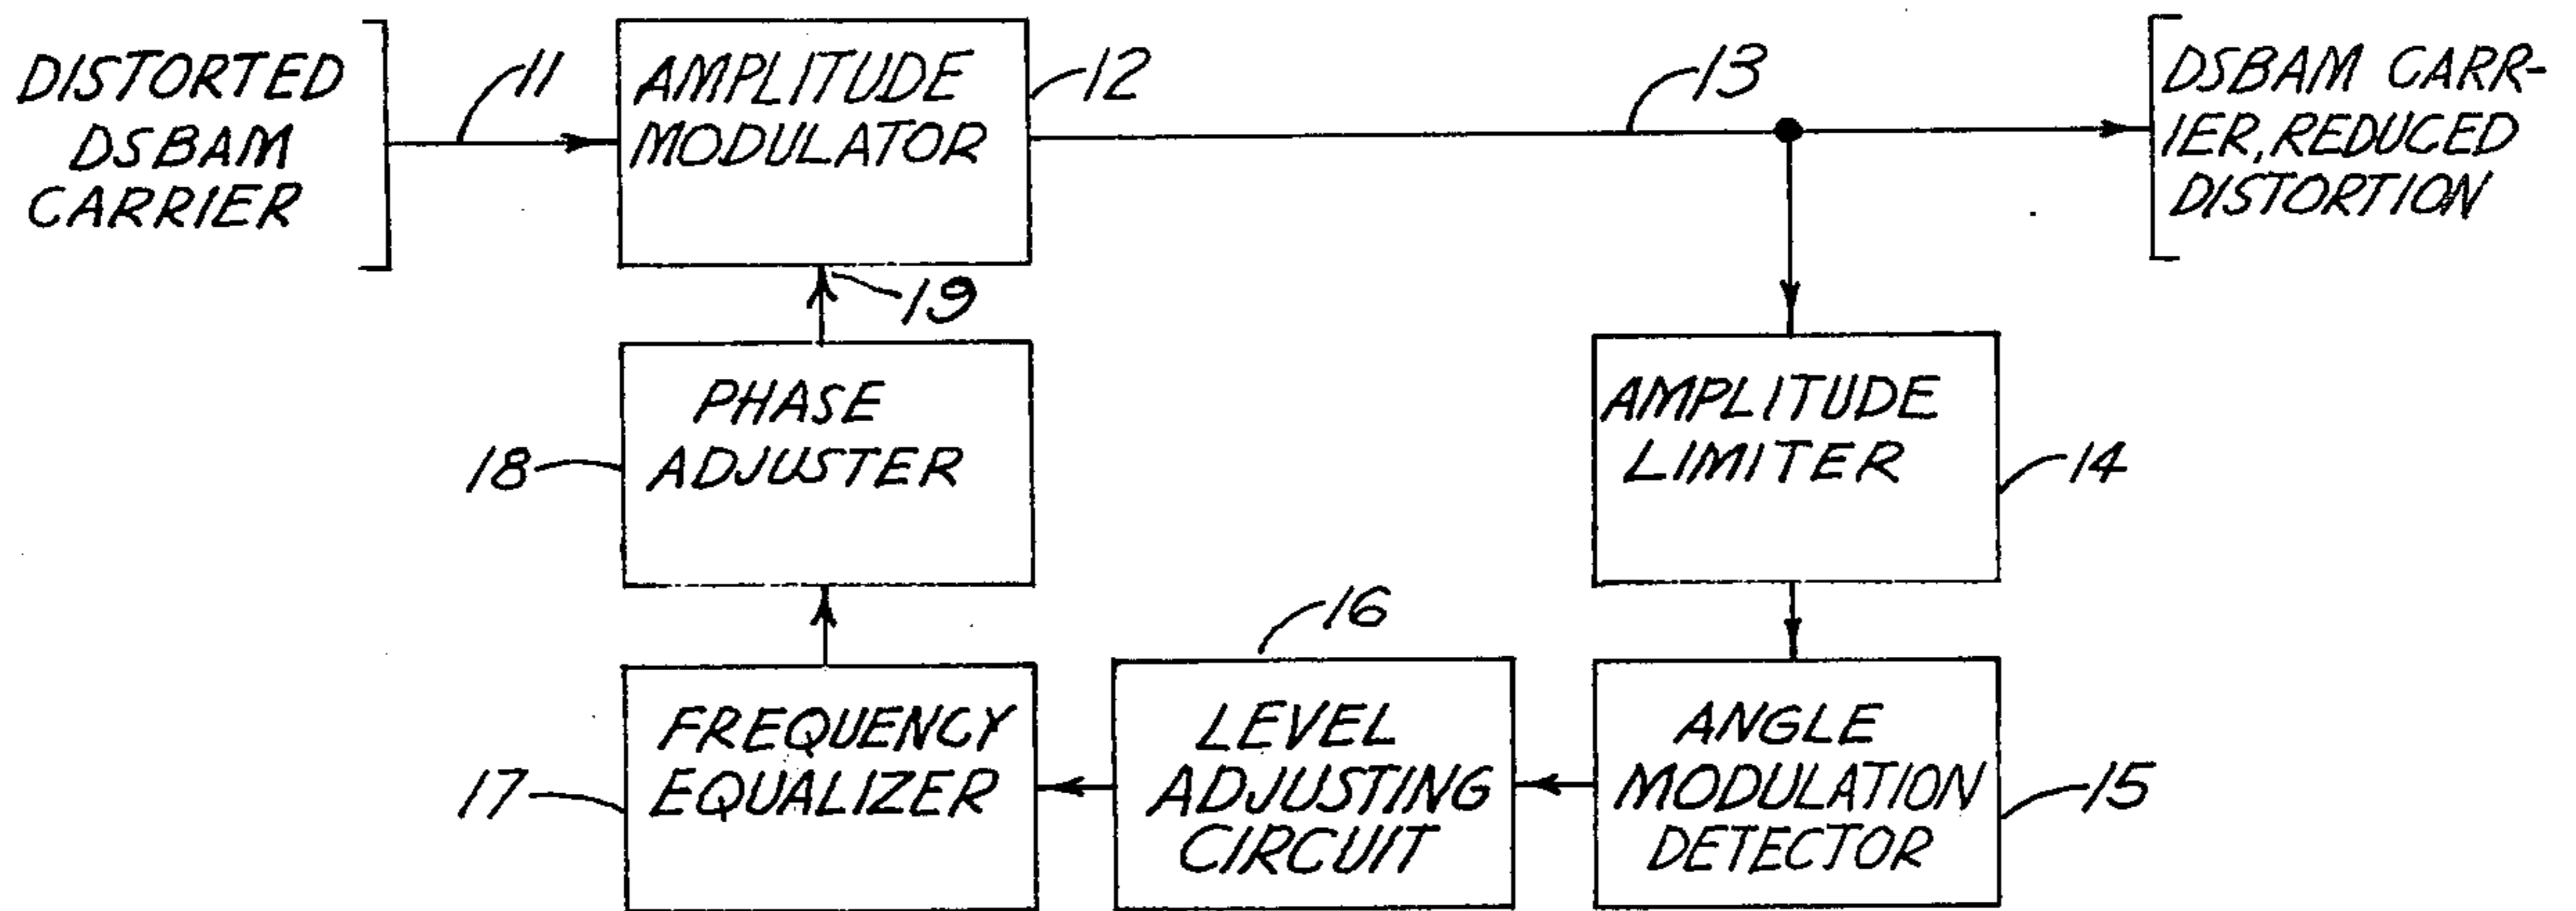 DISTORTED
DSBAM
CARRIER
11
AMPLITUDE
MODULATOR
12
13
DSBAM CARR-
IER, REDUCED
DISTORTION
19
PHASE
ADJUSTER
18
AMPLITUDE
LIMITER
14
16
FREQUENCY
EQUALIZER
17
LEVEL
ADJUSTING
CIRCUIT
ANGLE
MODULATION
DETECTOR
15